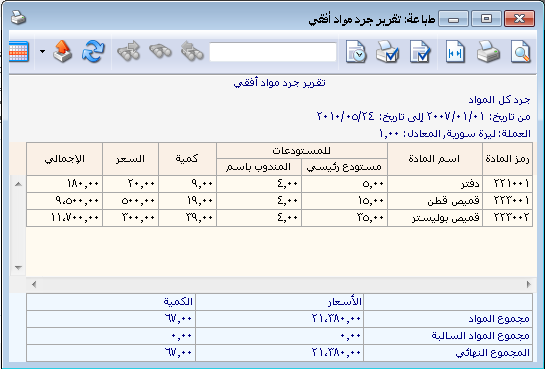 طباعة: تقرير جرد مواد أفقي
تقرير جرد مواد أفقي
جرد كل المواد
من تاريخ: ٢٠٠٧/٠١/٠١ إلى تاريخ: ٢٠١٠/٠٥/٢٤
العملة: ليرة سورية, المعادل: ١,٠٠
رمز المادة اسم المادة للمستودعات كمية السعر الإجمالي
مستودع رئيسي المندوب باسم
٢٢١٠٠١ دفتر ٥,٠٠ ٤,٠٠ ٩,٠٠ ٢٠,٠٠ ١٨٠,٠٠
٢٢٣٠٠١ قميص قطن ١٥,٠٠ ٤,٠٠ ١٩,٠٠ ٥٠٠,٠٠ ٩,٥٠٠,٠٠
٢٢٣٠٠٢ قميص بوليستر ٣٥,٠٠ ٤,٠٠ ٣٩,٠٠ ٣٠٠,٠٠ ١١,٧٠٠,٠٠
الأسعار الكمية
مجموع المواد ٢١,٣٨٠,٠٠ ٦٧,٠٠
مجموع المواد السالبة ٠,٠٠ ٠,٠٠
المجموع النهائي ٢١,٣٨٠,٠٠ ٦٧,٠٠